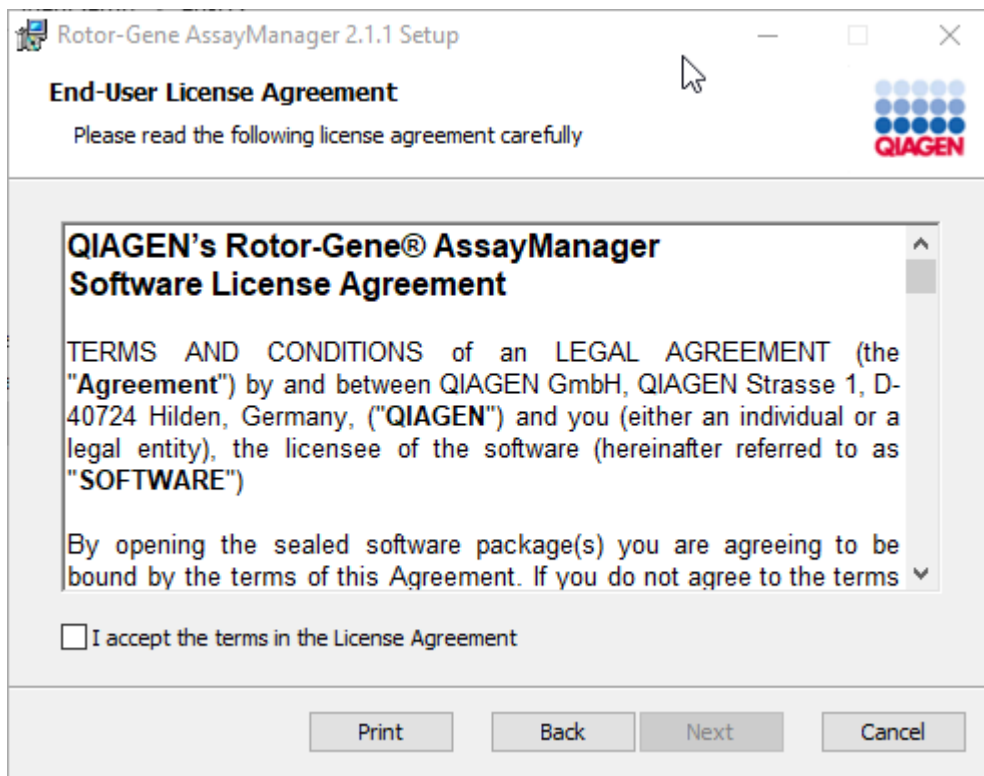 Rotor-Gene AssayManager 2.1.1 Setup
End-User License Agreement
Please read the following license agreement carefully
QIAGEN
QIAGEN’s Rotor-Gene® AssayManager
Software License Agreement
TERMS AND CONDITIONS of an LEGAL AGREEMENT (the
"Agreement") by and between QIAGEN GmbH, QIAGEN Strasse 1, D-
40724 Hilden, Germany, ("QIAGEN") and you (either an individual or a
legal entity), the licensee of the software (hereinafter referred to as
"SOFTWARE")
By opening the sealed software package(s) you are agreeing to be
bound by the terms of this Agreement. If you do not agree to the terms
I accept the terms in the License Agreement
Print
Back
Next
Cancel